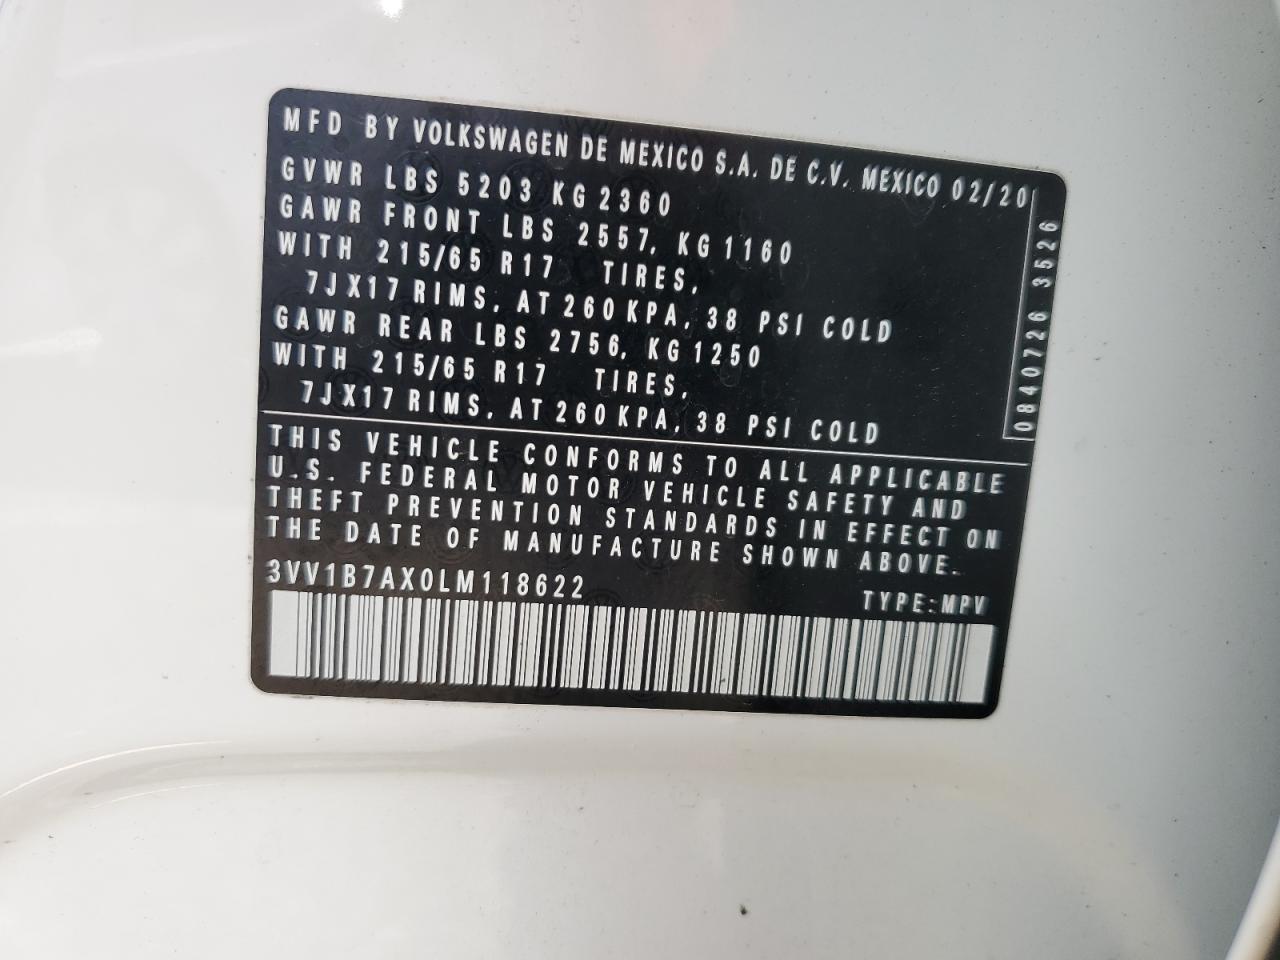 MFD BY VOLKSWAGEN DE MEXICO S.A. DE C.V. MEXICO 02/20
GVWR LBS 5203 KG 2360
GAWR FRONT LBS 2557, KG 1160
WITH 215/65 R17 TIRES,
7JX17 RIMS, AT 260 KPA, 38 PSI COLD
GAWR REAR LBS 2756, KG 1250
WITH 215/65 R17 TIRES,
7JX17 RIMS, AT 260 KPA, 38 PSI COLD
0840726 3526
THIS VEHICLE CONFORMS TO ALL APPLICABLE
U.S. FEDERAL MOTOR VEHICLE SAFETY AND
THEFT PREVENTION STANDARDS IN EFFECT ON
THE DATE OF MANUFACTURE SHOWN ABOVE.
3VV1B7AX0LM118622 TYPE:MPV